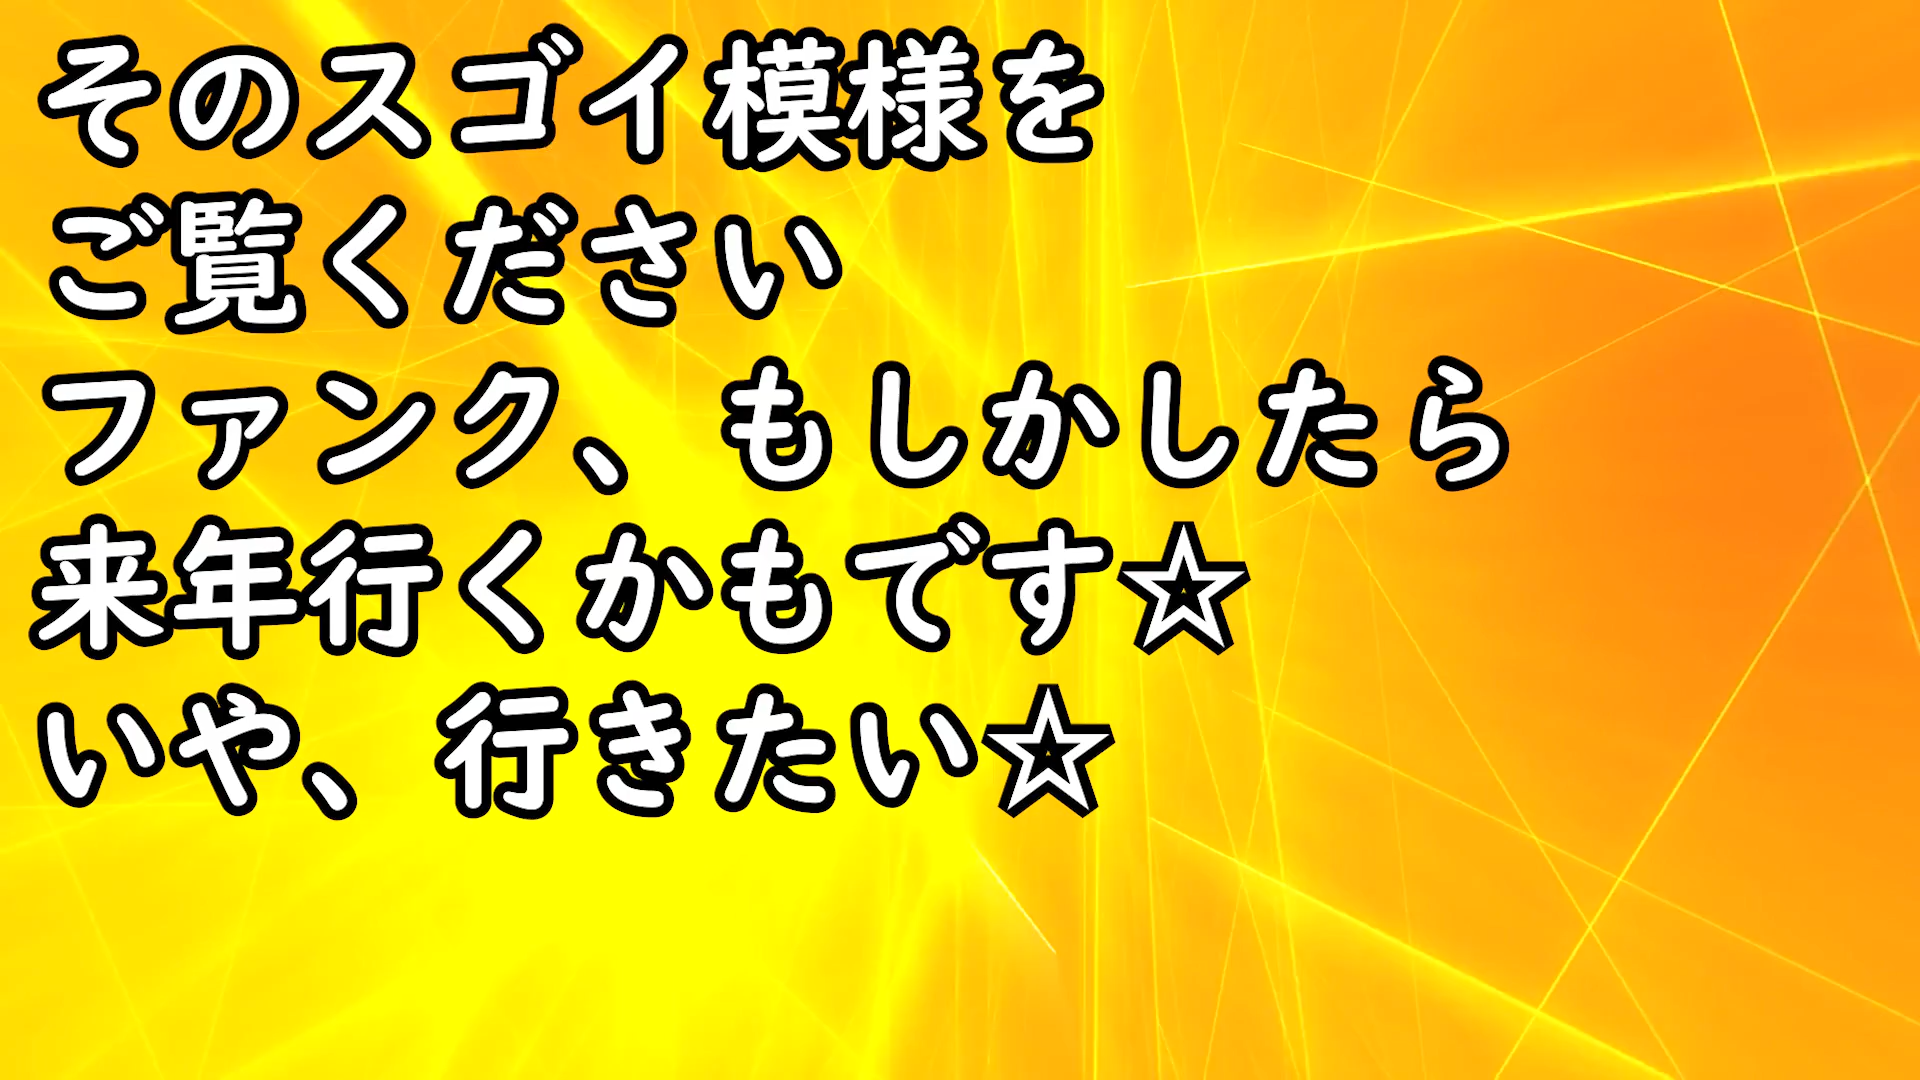 そのスゴイ模様を
ご覧ください
ファンク、もしかしたら
来年行くかもです☆
いや、行きたい☆